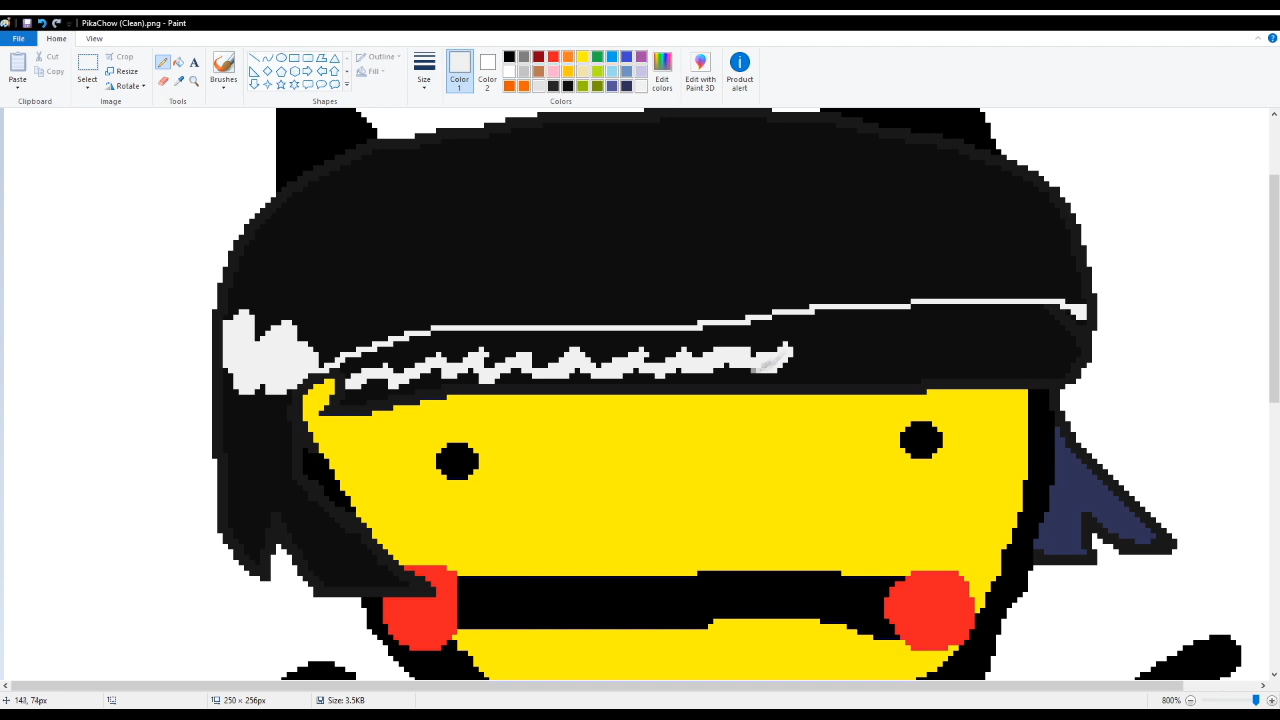 PikaChow (Clean).png - Paint
File Home View
Paste Cut Copy Select Crop Resize Rotate Brushes Outline Fill Size Color 1 Color 2 Edit colors Edit with Paint 3D Product alert
Clipboard Image Tools Shapes Colors
143, 74px 250 × 256px Size: 3.5KB 800%